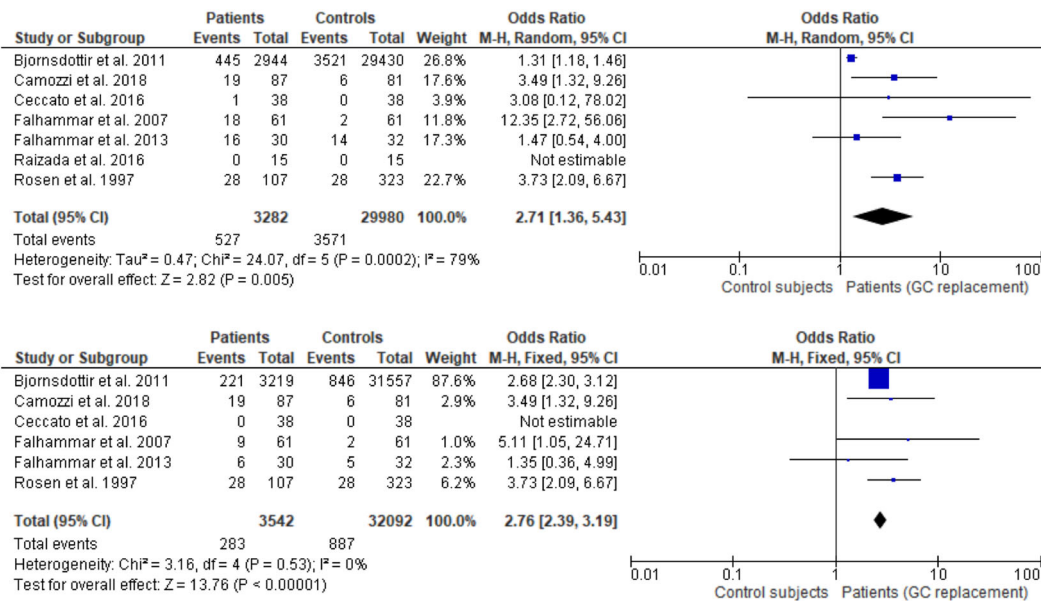 Patients Controls Odds Ratio Odds Ratio
Study or Subgroup Events Total Events Total Weight M-H, Random, 95% CI M-H, Random, 95% CI
Bjornsdottir et al. 2011 445 2944 3521 29430 26.8% 1.31 [1.18, 1.46]
Camozzi et al. 2018 19 87 6 81 17.6% 3.49 [1.32, 9.26]
Ceccato et al. 2016 1 38 0 38 3.9% 3.08 [0.12, 78.02]
Falhammar et al. 2007 18 61 2 61 11.8% 12.35 [2.72, 56.06]
Falhammar et al. 2013 16 30 14 32 17.3% 1.47 [0.54, 4.00]
Raizada et al. 2016 0 15 0 15 Not estimable
Rosen et al. 1997 28 107 28 323 22.7% 3.73 [2.09, 6.67]
Total (95% CI) 3282 29980 100.0% 2.71 [1.36, 5.43]
Total events 527 3571
Heterogeneity: Tau² = 0.47; Chi² = 24.07, df = 5 (P = 0.0002); I² = 79%
Test for overall effect: Z = 2.82 (P = 0.005)
0.01 0.1 1 10 100
Control subjects Patients (GC replacement)
Patients Controls Odds Ratio Odds Ratio
Study or Subgroup Events Total Events Total Weight M-H, Fixed, 95% CI M-H, Fixed, 95% CI
Bjornsdottir et al. 2011 221 3219 846 31557 87.6% 2.68 [2.30, 3.12]
Camozzi et al. 2018 19 87 6 81 2.9% 3.49 [1.32, 9.26]
Ceccato et al. 2016 0 38 0 38 Not estimable
Falhammar et al. 2007 9 61 2 61 1.0% 5.11 [1.05, 24.71]
Falhammar et al. 2013 6 30 5 32 2.3% 1.35 [0.36, 4.99]
Rosen et al. 1997 28 107 28 323 6.2% 3.73 [2.09, 6.67]
Total (95% CI) 3542 32092 100.0% 2.76 [2.39, 3.19]
Total events 283 887
Heterogeneity: Chi² = 3.16, df = 4 (P = 0.53); I² = 0%
Test for overall effect: Z = 13.76 (P < 0.00001)
0.01 0.1 1 10 100
Control subjects Patients (GC replacement)